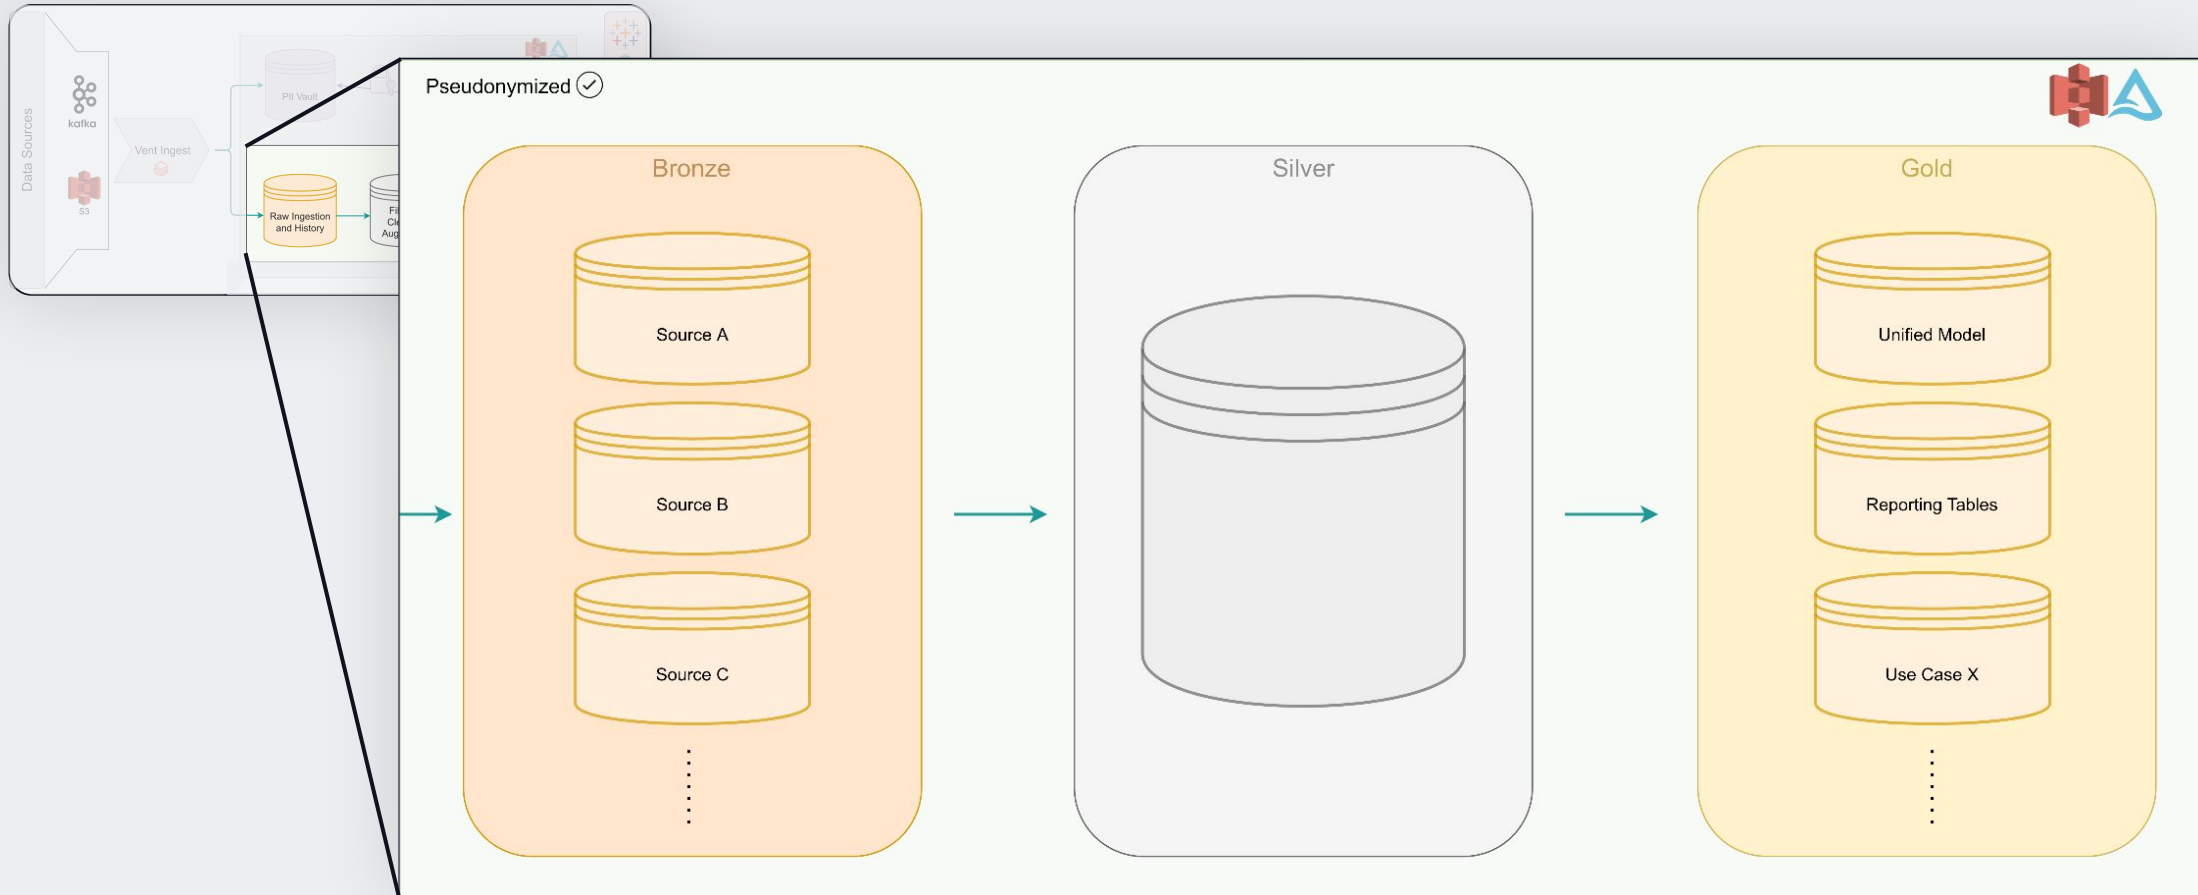 Data Sources
kafka
S3
Vent Ingest
PII Vault
Raw Ingestion
and History
Pseudonymized
Bronze
Source A
Source B
Source C
Silver
Gold
Unified Model
Reporting Tables
Use Case X